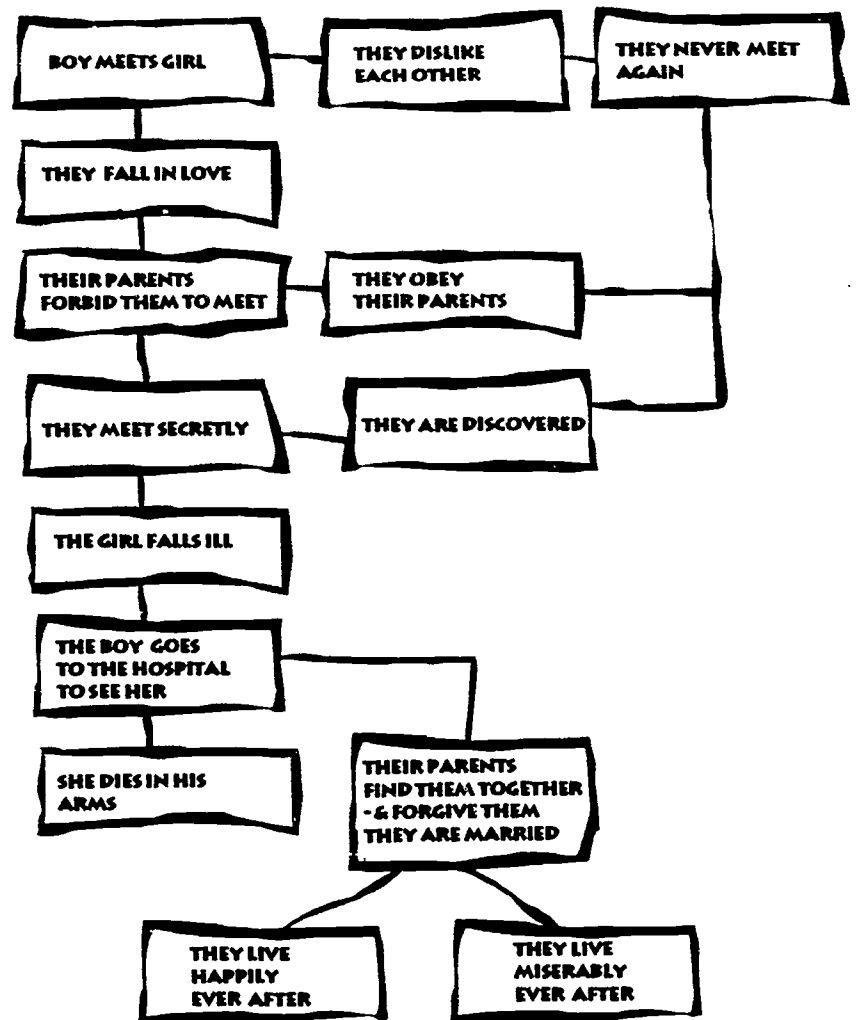 BOY MEETS GIRL
THEY DISLIKE
EACH OTHER
THEY NEVER MEET
AGAIN
THEY FALL IN LOVE
THEIR PARENTS
FORBID THEM TO MEET
THEY OBEY
THEIR PARENTS
THEY MEET SECRETLY
THEY ARE DISCOVERED
THE GIRL FALLS ILL
THE BOY GOES
TO THE HOSPITAL
TO SEE HER
SHE DIES IN HIS
ARMS
THEIR PARENTS
FIND THEM TOGETHER
- & FORGIVE THEM
THEY ARE MARRIED
THEY LIVE
HAPPILY
EVER AFTER
THEY LIVE
MISERABLY
EVER AFTER